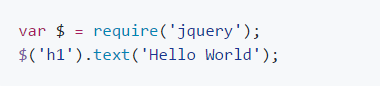 var $ = require('jquery');
$('h1').text('Hello World');